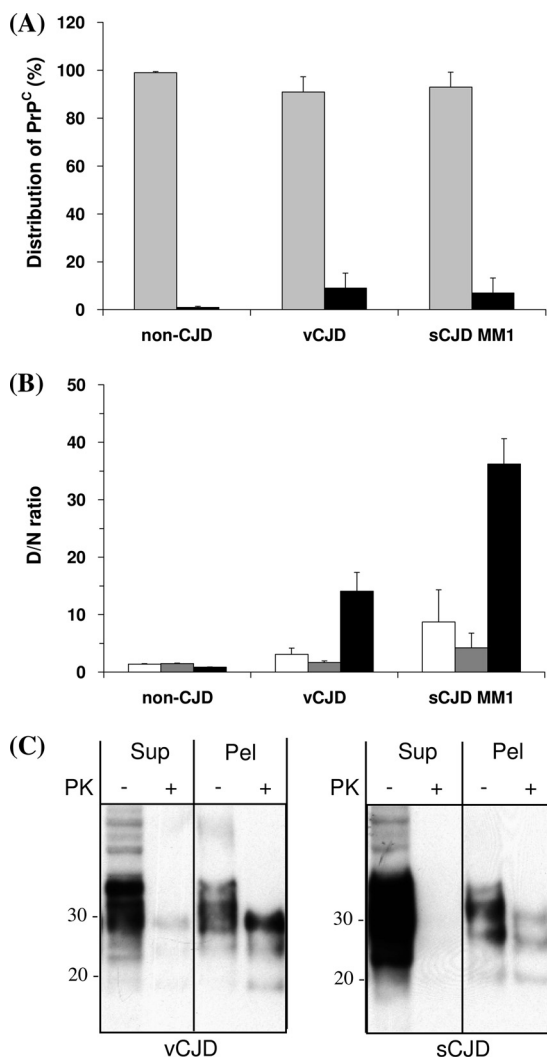 (A)
Distribution of PrPᶜ (%)
120
100
80
60
40
20
0
non-CJD vCJD sCJD MM1
(B)
D/N ratio
50
40
30
20
10
0
non-CJD vCJD sCJD MM1
(C)
Sup Pel Sup Pel
PK - + - + PK - + - +
30 - 30 -
20 - 20 -
vCJD sCJD